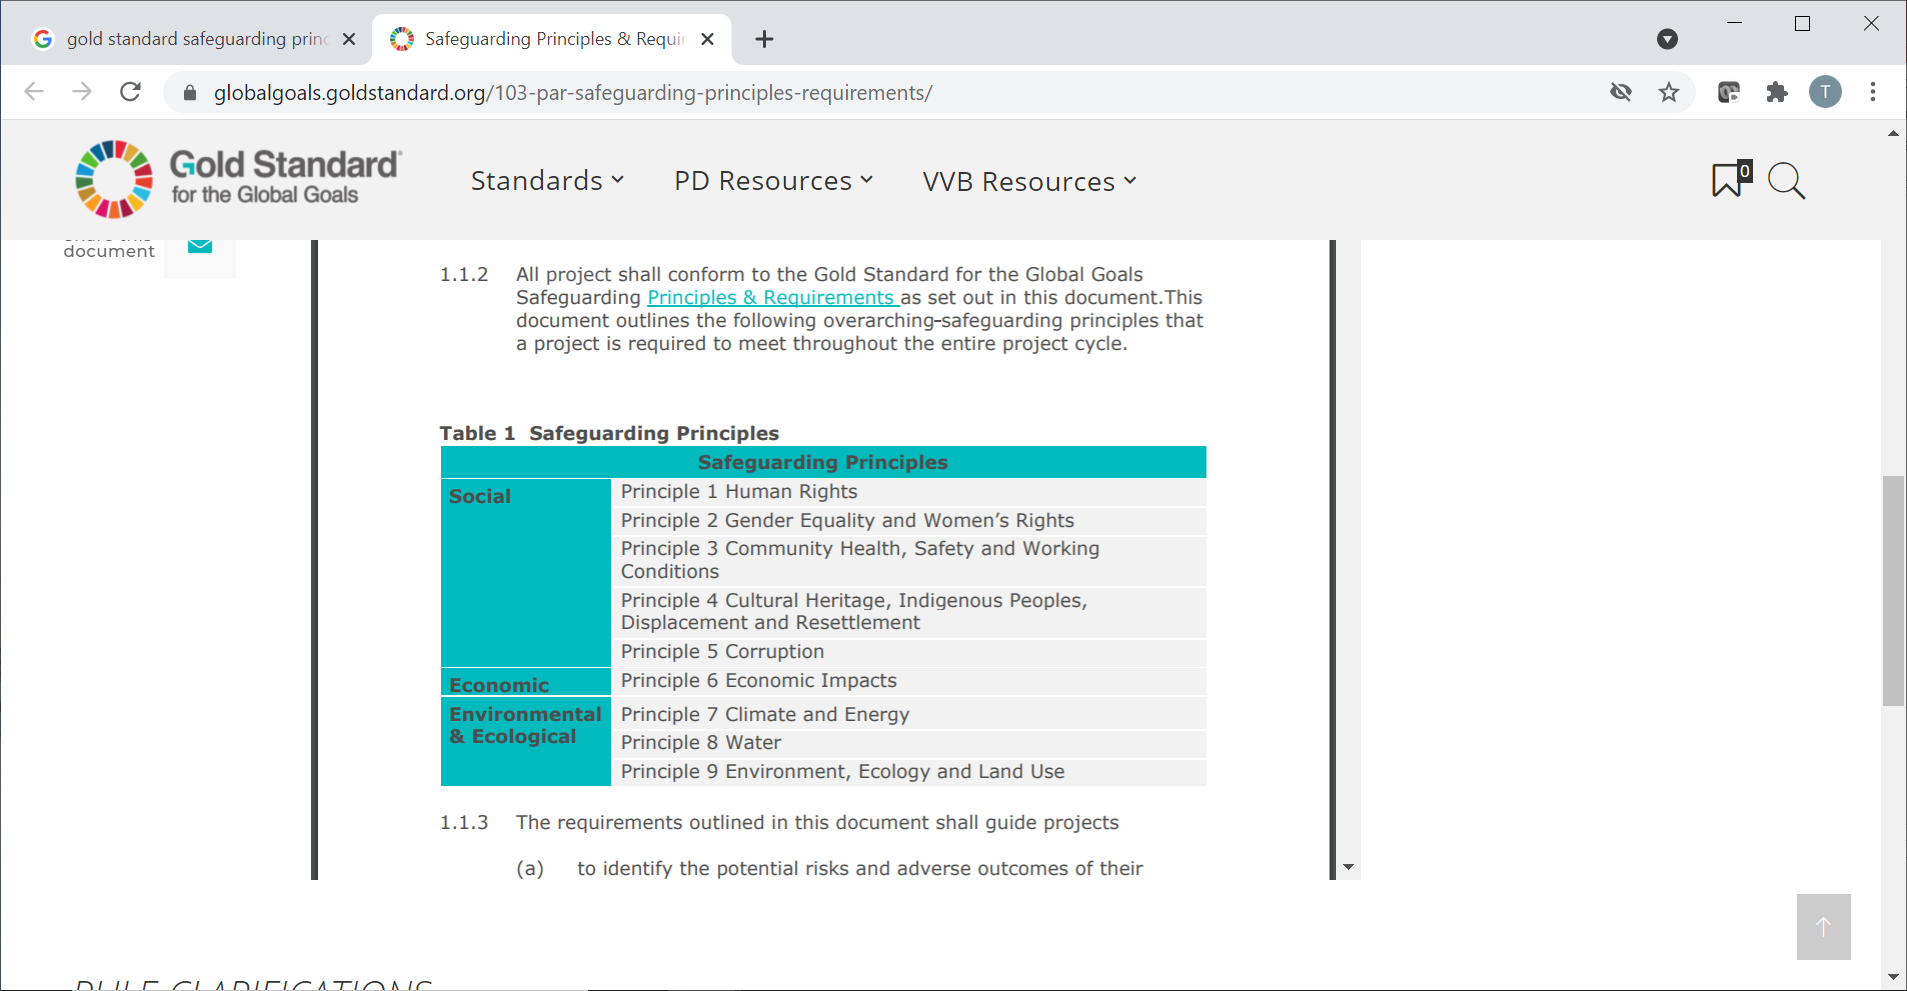 gold standard safeguarding princ
Safeguarding Principles & Requir
globalgoals.goldstandard.org/103-par-safeguarding-principles-requirements/
T
Gold Standard
for the Global Goals
Standards
PD Resources
VVB Resources
0
document
1.1.2 All project shall conform to the Gold Standard for the Global Goals
Safeguarding Principles & Requirements as set out in this document.This
document outlines the following overarching-safeguarding principles that
a project is required to meet throughout the entire project cycle.
Table 1 Safeguarding Principles
Safeguarding Principles
Social
Principle 1 Human Rights
Principle 2 Gender Equality and Women’s Rights
Principle 3 Community Health, Safety and Working
Conditions
Principle 4 Cultural Heritage, Indigenous Peoples,
Displacement and Resettlement
Principle 5 Corruption
Economic
Principle 6 Economic Impacts
Environmental
& Ecological
Principle 7 Climate and Energy
Principle 8 Water
Principle 9 Environment, Ecology and Land Use
1.1.3 The requirements outlined in this document shall guide projects
(a) to identify the potential risks and adverse outcomes of their
RULE CLARIFICATIONS